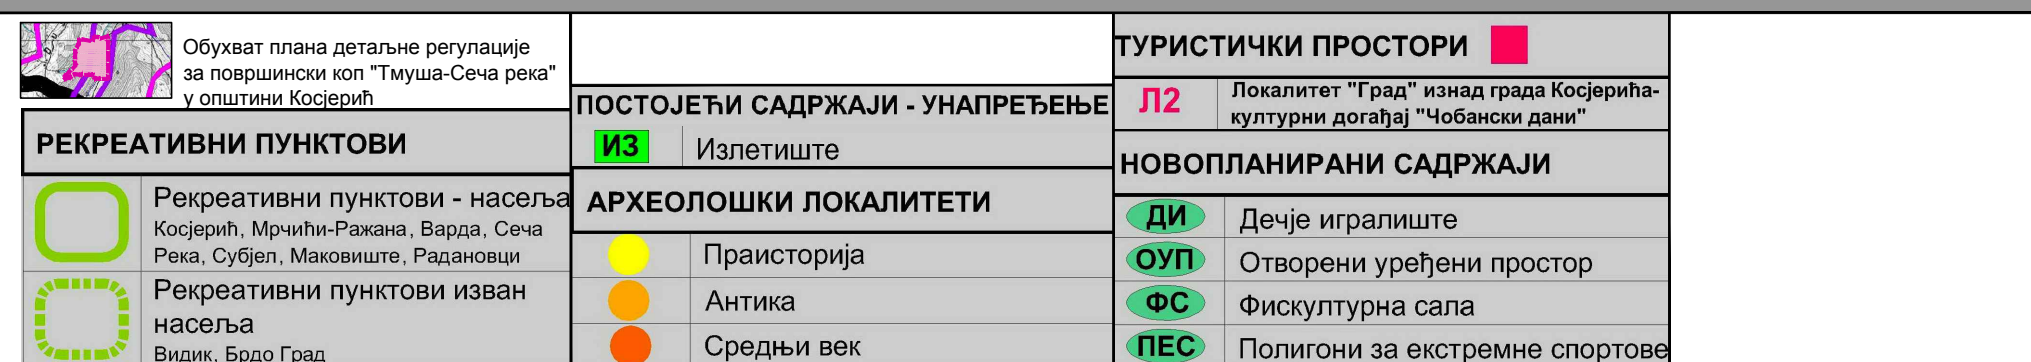 Обухват плана детаљне регулације
за површински коп "Тмуша-Сеча река"
у општини Косјерић
РЕКРЕАТИВНИ ПУНКТОВИ
Рекреативни пунктови - насеља
Косјерић, Мрчићи-Ражана, Варда, Сеча
Река, Субјел, Маковиште, Радановци
Рекреативни пунктови изван
насеља
Видик, Брдо Град
ПОСТОЈЕЋИ САДРЖАЈИ - УНАПРЕЂЕЊЕ
ИЗ Излетиште
АРХЕОЛОШКИ ЛОКАЛИТЕТИ
Праисторија
Антика
Средњи век
ТУРИСТИЧКИ ПРОСТОРИ
Л2 Локалитет "Град" изнад града Косјерића-
културни догађај "Чобански дани"
НОВОПЛАНИРАНИ САДРЖАЈИ
ДИ Дечје игралиште
ОУП Отворени уређени простор
ФС Фискултурна сала
ПЕС Полигони за екстремне спортове